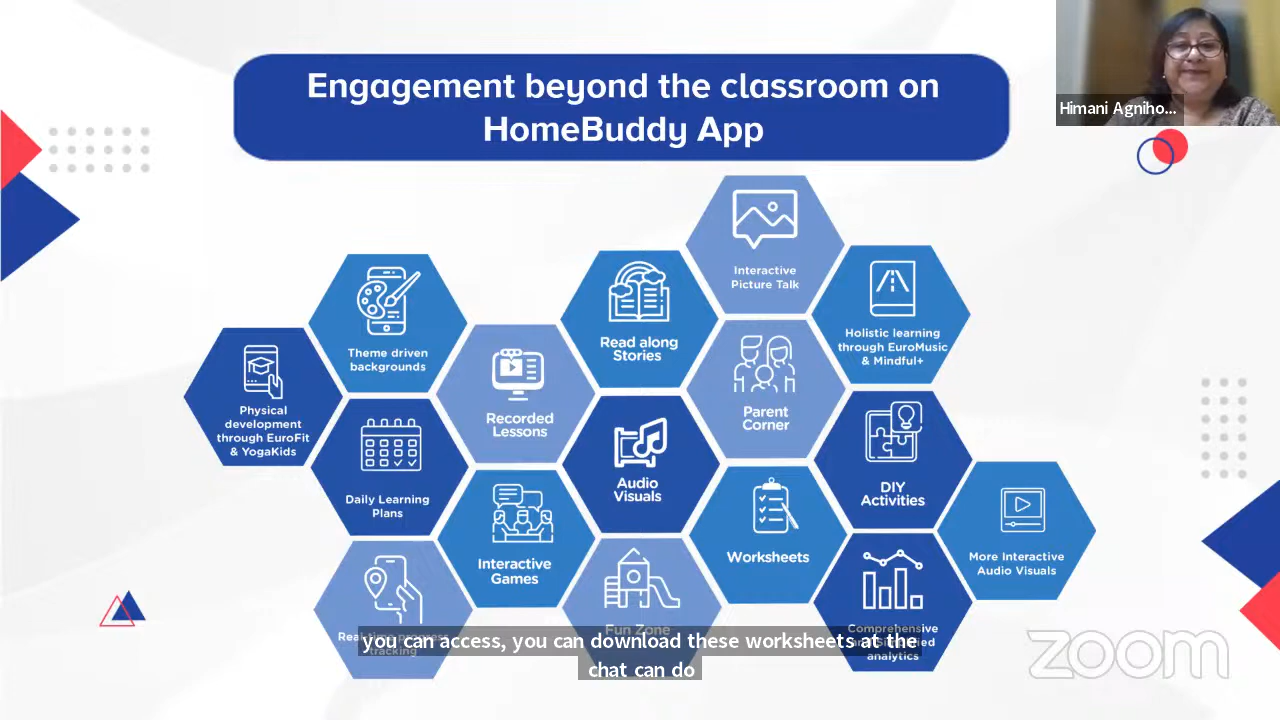 Engagement beyond the classroom on
HomeBuddy App
Himani Agniho...
Interactive
Picture Talk
Theme driven
backgrounds
Read along
Stories
Holistic learning
through EuroMusic
& Mindful+
Physical
development
through EuroFit
& YogaKids
Recorded
Lessons
Parent
Corner
Daily Learning
Plans
Audio
Visuals
DIY
Activities
Interactive
Games
Worksheets
More Interactive
Audio Visuals
Real time progress
tracking
Fun Zone
Comprehensive
analytics
you can access, you can download these worksheets at the
chat can do
zoom